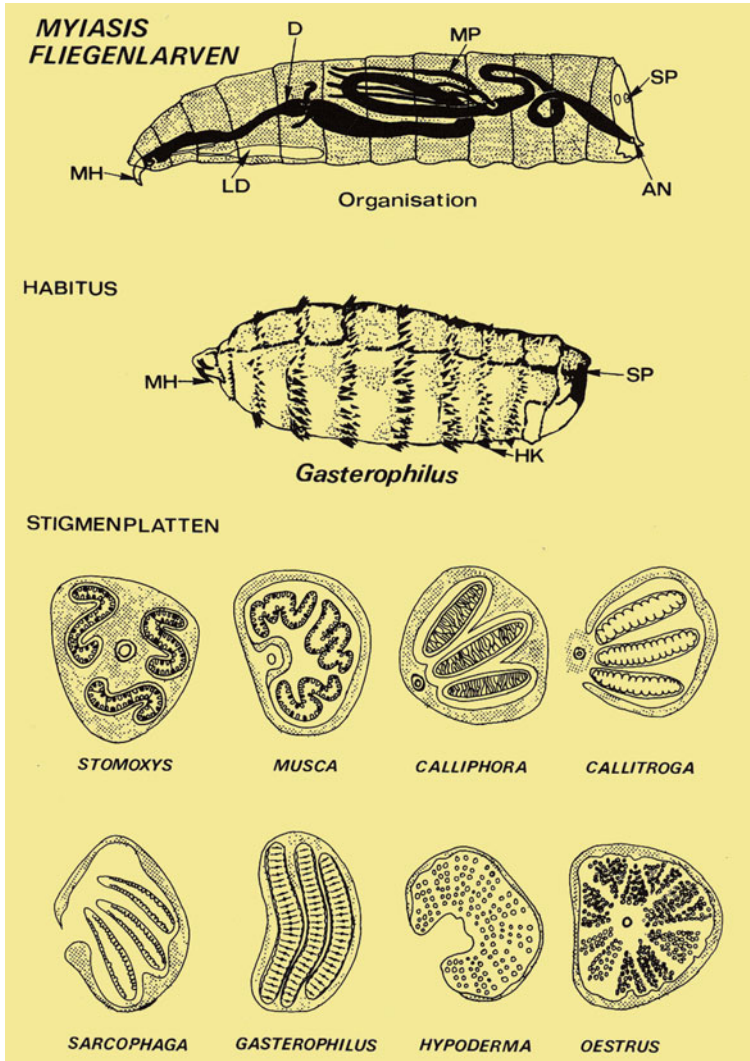 MYIASIS
FLIEGENLARVEN
D
MP
SP
MH
LD
AN
Organisation
HABITUS
MH
SP
HK
Gasterophilus
STIGMENPLATTEN
STOMOXYS
MUSCA
CALLIPHORA
CALLITROGA
SARCOPHAGA
GASTEROPHILUS
HYPODERMA
OESTRUS